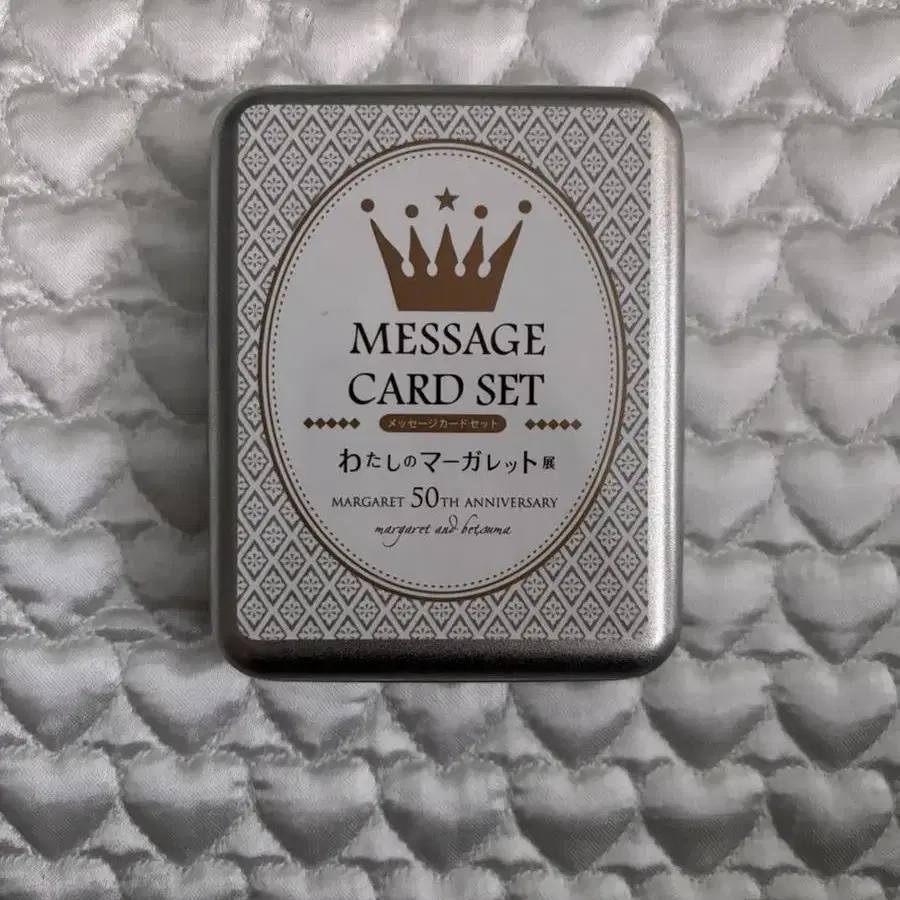 MESSAGE
CARD SET
メッセージカードセット
わたしのマーガレット展
MARGARET 50TH ANNIVERSARY
margaret and betsuma